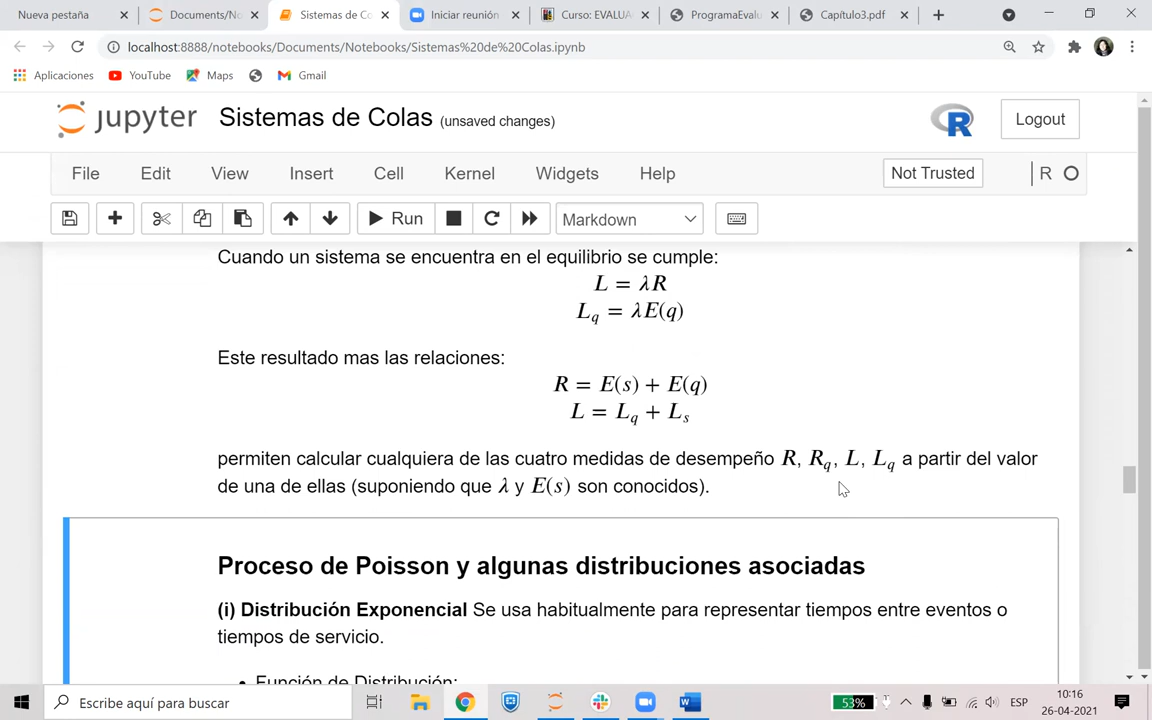 Nueva pestaña
Documents/No
Sistemas de Co
Iniciar reunión
Curso: EVALUA
ProgramaEvalu
Capítulo3.pdf
localhost:8888/notebooks/Documents/Notebooks/Sistemas%20de%20Colas.ipynb
Aplicaciones YouTube Maps Gmail
jupyter Sistemas de Colas (unsaved changes) R Logout
File Edit View Insert Cell Kernel Widgets Help Not Trusted R
Run Markdown
Cuando un sistema se encuentra en el equilibrio se cumple:
L = λR
L_q = λE(q)
Este resultado mas las relaciones:
R = E(s) + E(q)
L = L_q + L_s
permiten calcular cualquiera de las cuatro medidas de desempeño R, R_q, L, L_q a partir del valor
de una de ellas (suponiendo que λ y E(s) son conocidos).
Proceso de Poisson y algunas distribuciones asociadas
(i) Distribución Exponencial Se usa habitualmente para representar tiempos entre eventos o
tiempos de servicio.
• Función de Distribución:
Escribe aquí para buscar
53%
ESP
10:16
26-04-2021